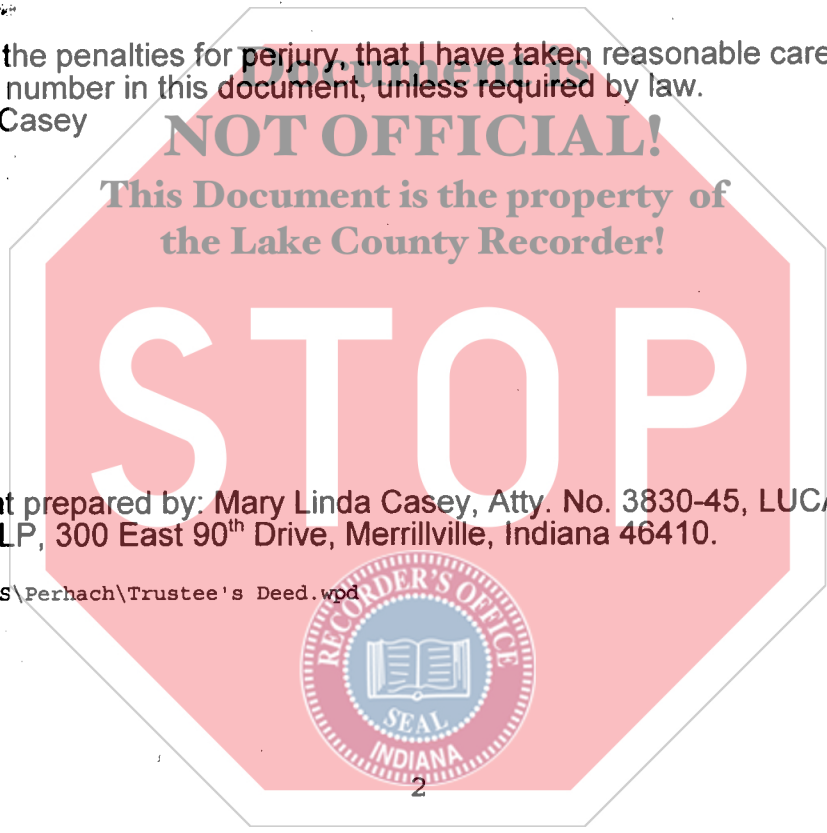 the penalties for perjury, that I have taken reasonable care
Document is
number in this document, unless required by law.
Casey
NOT OFFICIAL!
This Document is the property of
the Lake County Recorder!
STOP
prepared by: Mary Linda Casey, Atty. No. 3830-45,
300 East 90th Drive, Merrillville, Indiana 46410.
S\Perhach\Trustee's Deed.wpd
RECORDER'S OFFICE
SEAL
INDIANA
2